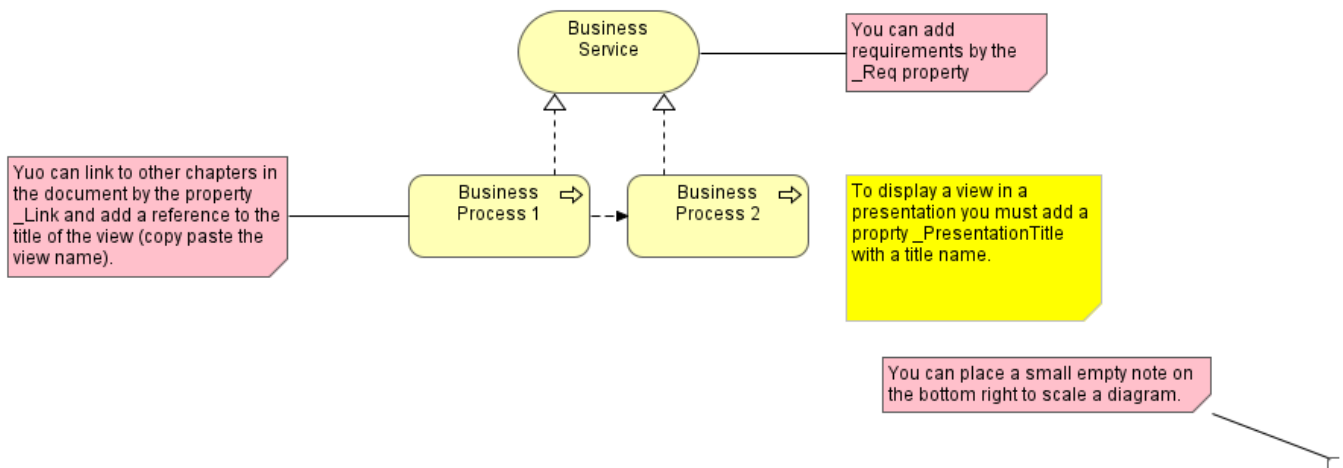 Business
Service
You can add
requirements by the
_Req property
Yuo can link to other chapters in
the document by the property
_Link and add a reference to the
title of the view (copy paste the
view name).
Business
Process 1
Business
Process 2
To display a view in a
presentation you must add a
proprty _PresentationTitle
with a title name.
You can place a small empty note on
the bottom right to scale a diagram.